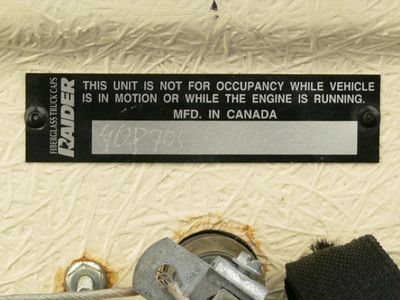 FIBERGLASS TRUCK CAPS
RAIDER
THIS UNIT IS NOT FOR OCCUPANCY WHILE VEHICLE
IS IN MOTION OR WHILE THE ENGINE IS RUNNING.
MFD. IN CANADA